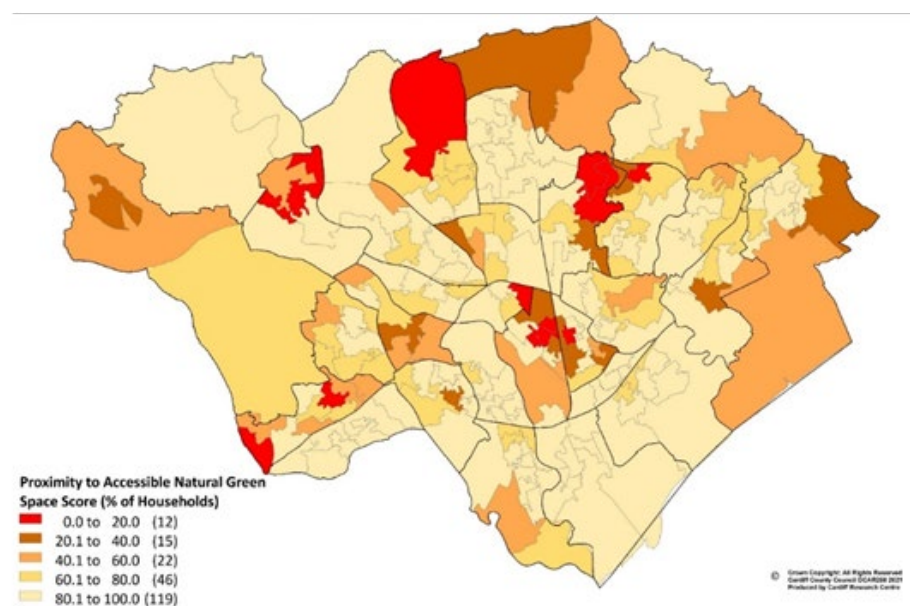 Proximity to Accessible Natural Green
Space Score (% of Households)
0.0 to 20.0 (12)
20.1 to 40.0 (15)
40.1 to 60.0 (22)
60.1 to 80.0 (46)
80.1 to 100.0 (119)
© Crown Copyright: All Rights Reserved
Cardiff County Council 2021
Produced by Cardiff Research Centre